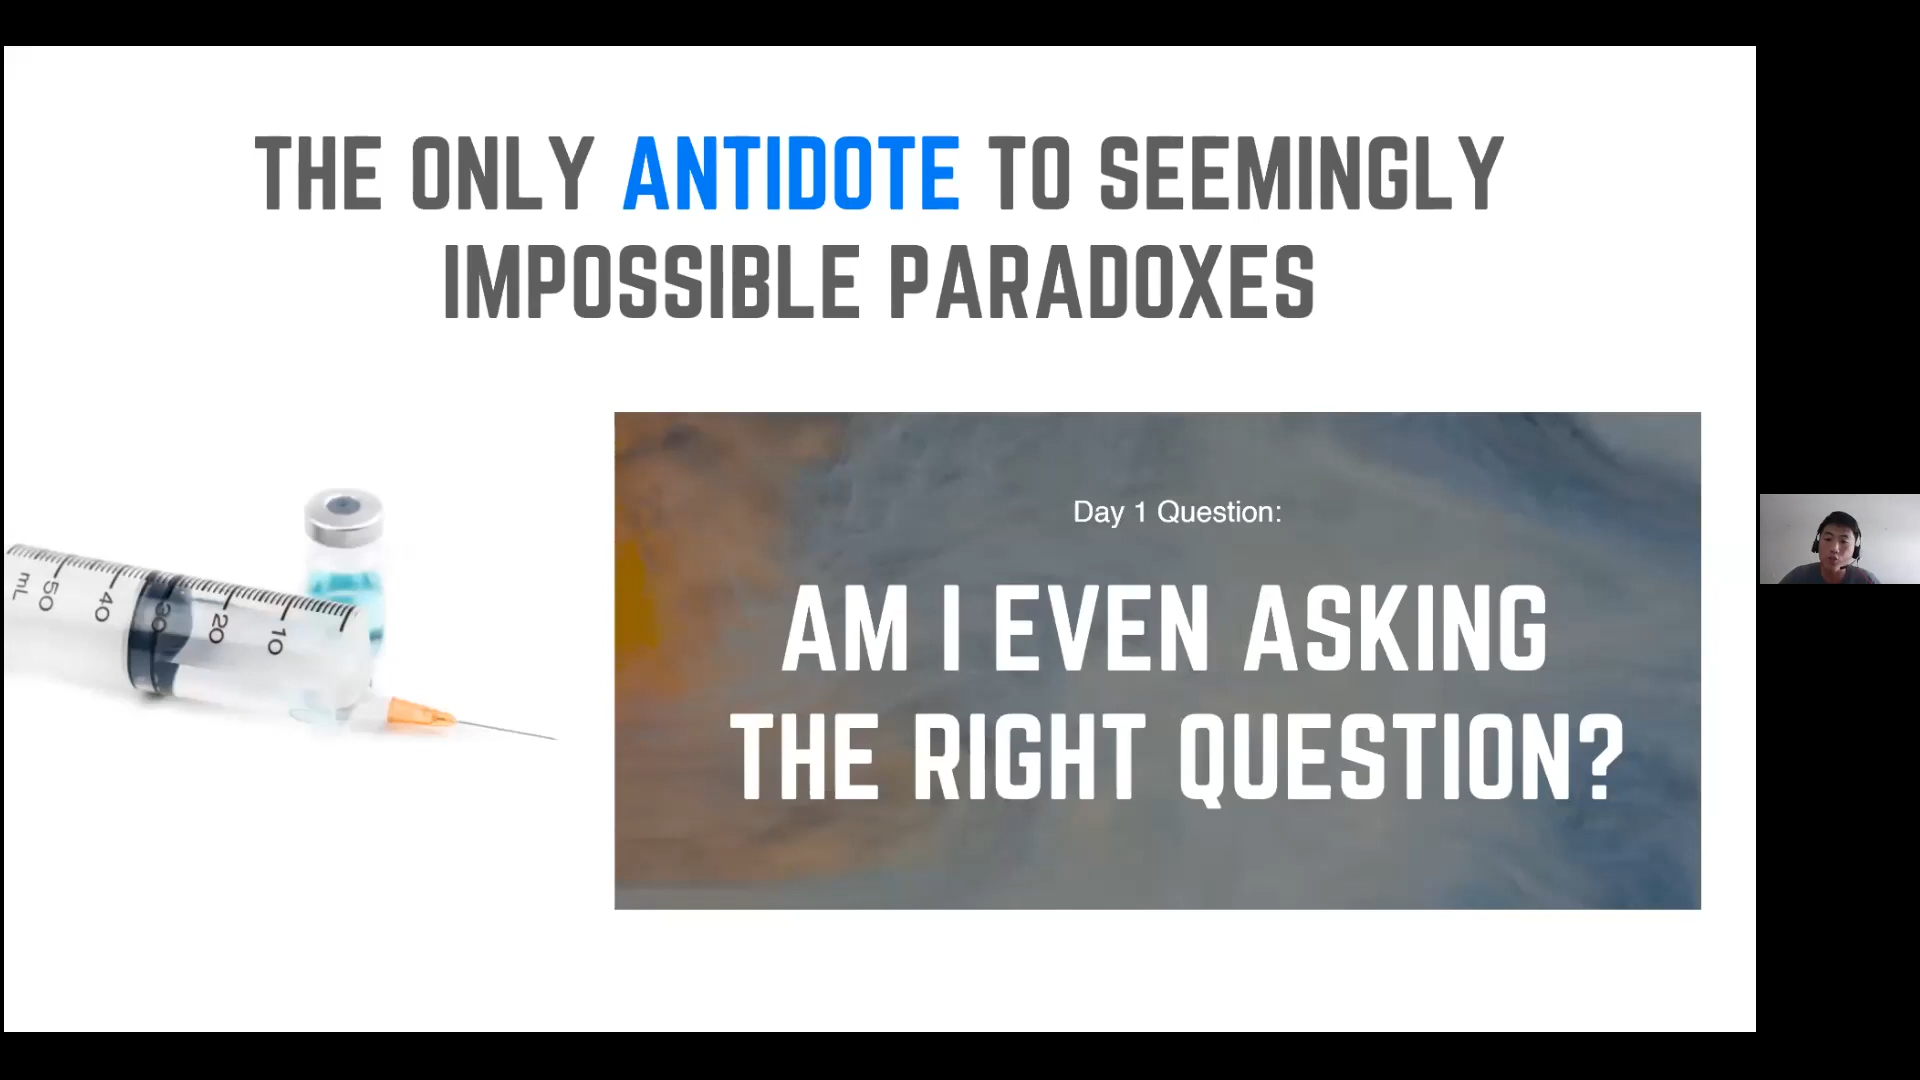 THE ONLY ANTIDOTE TO SEEMINGLY
IMPOSSIBLE PARADOXES
Day 1 Question:
AM I EVEN ASKING
THE RIGHT QUESTION?
mL
50
40
30
20
10